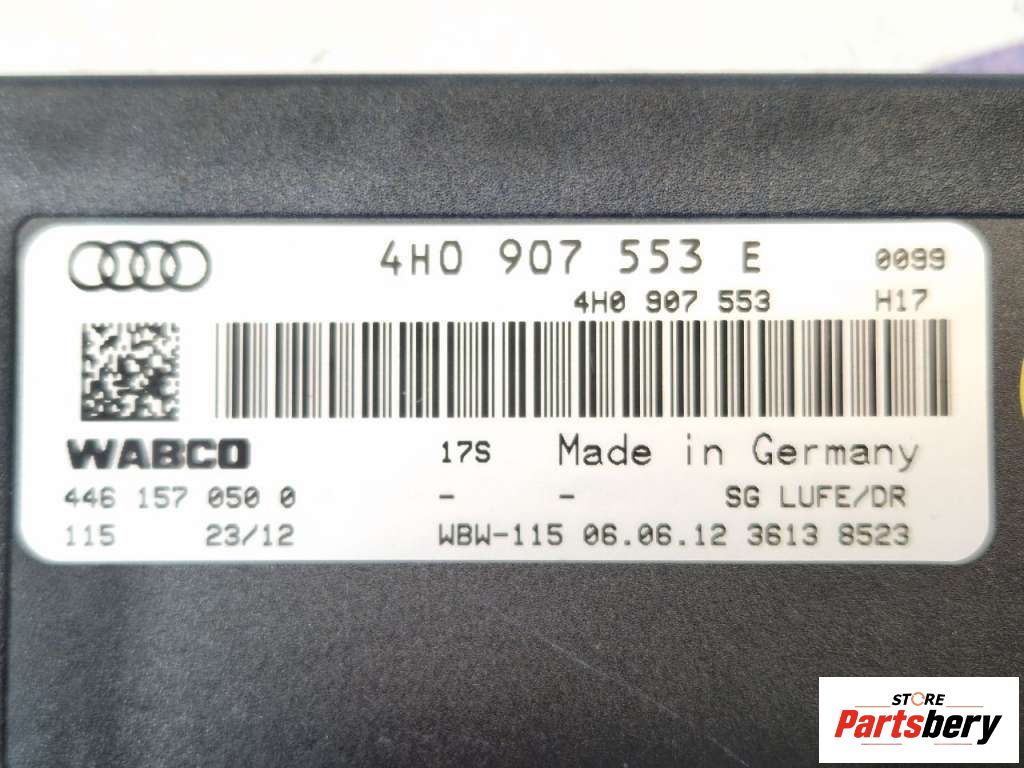 4H0 907 553 E 0099
4H0 907 553 H17
WABCO 17S Made in Germany
446 157 050 0 - - SG LUFE/DR
115 23/12 WBW-115 06.06.12 3613 8523
STORE
Partsbery